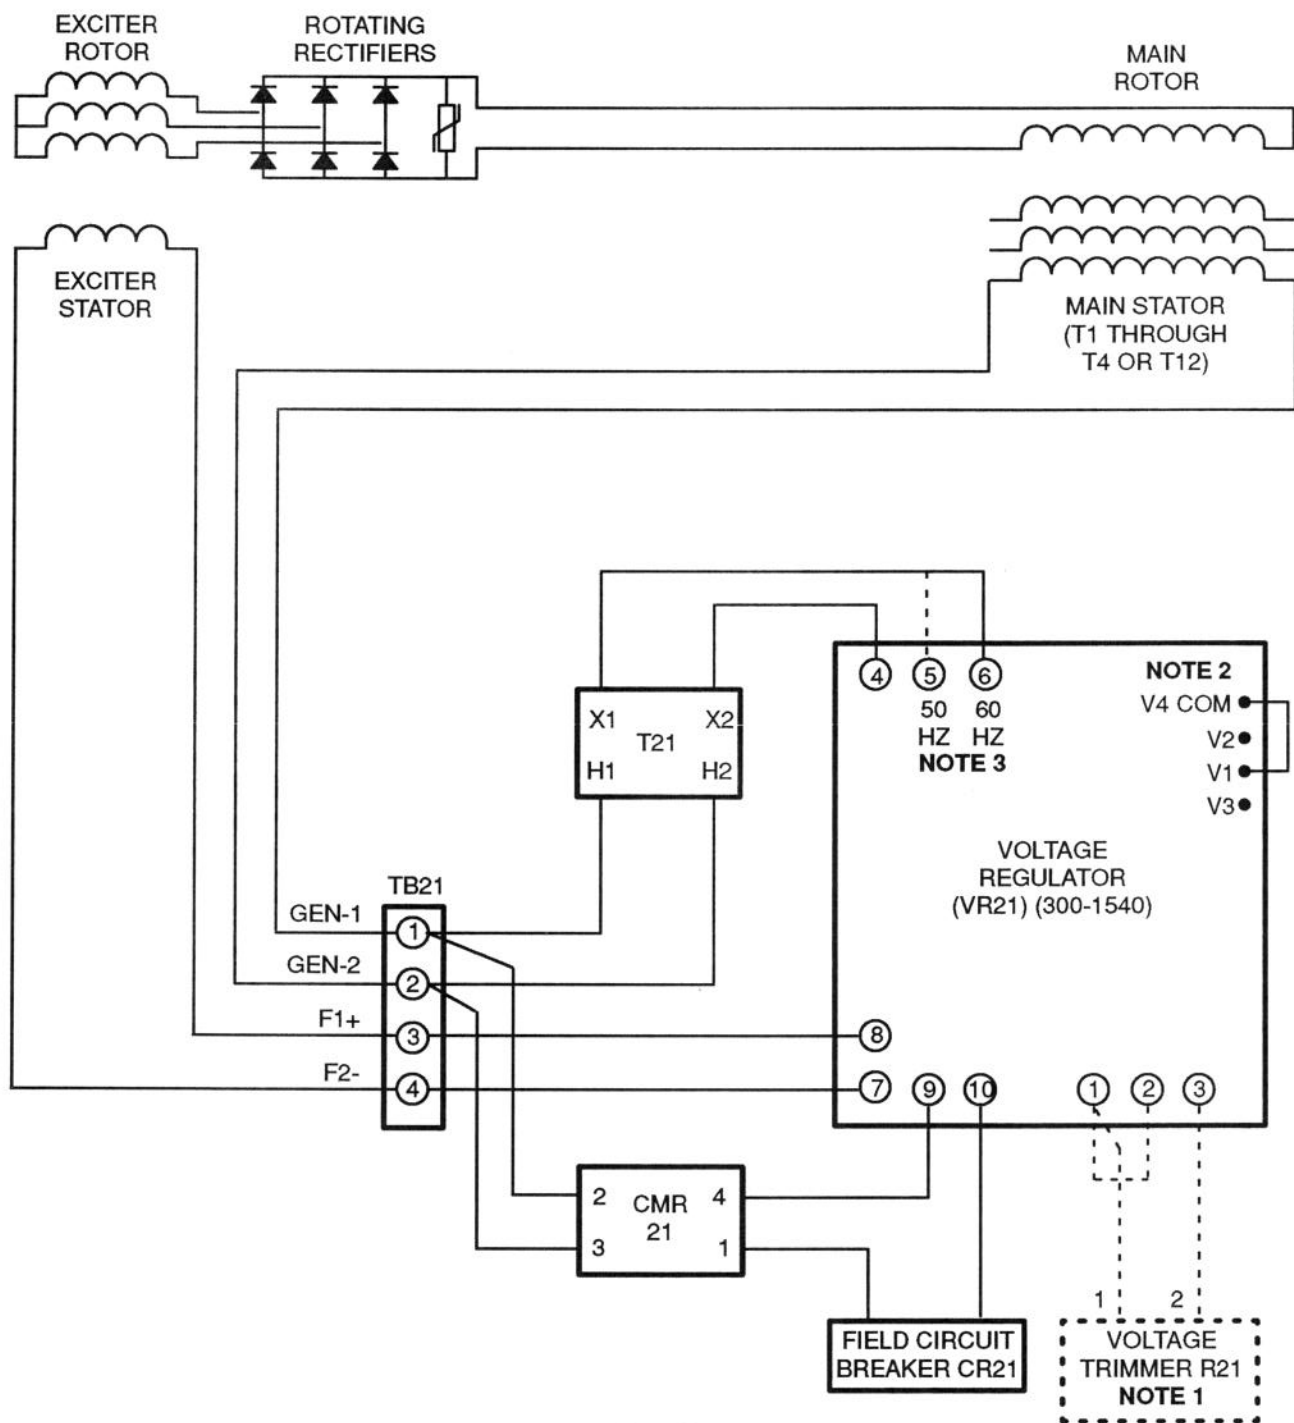 EXCITER
ROTOR
ROTATING
RECTIFIERS
MAIN
ROTOR
EXCITER
STATOR
MAIN STATOR
(T1 THROUGH
T4 OR T12)
4
5
6
50
HZ
60
HZ
NOTE 3
NOTE 2
V4 COM
V2
V1
V3
X1
X2
T21
H1
H2
VOLTAGE
REGULATOR
(VR21) (300-1540)
TB21
GEN-1
1
GEN-2
2
F1+
3
8
F2-
4
7
9
10
1
2
3
2
CMR
21
4
3
1
1
2
FIELD CIRCUIT
BREAKER CR21
VOLTAGE
TRIMMER R21
NOTE 1